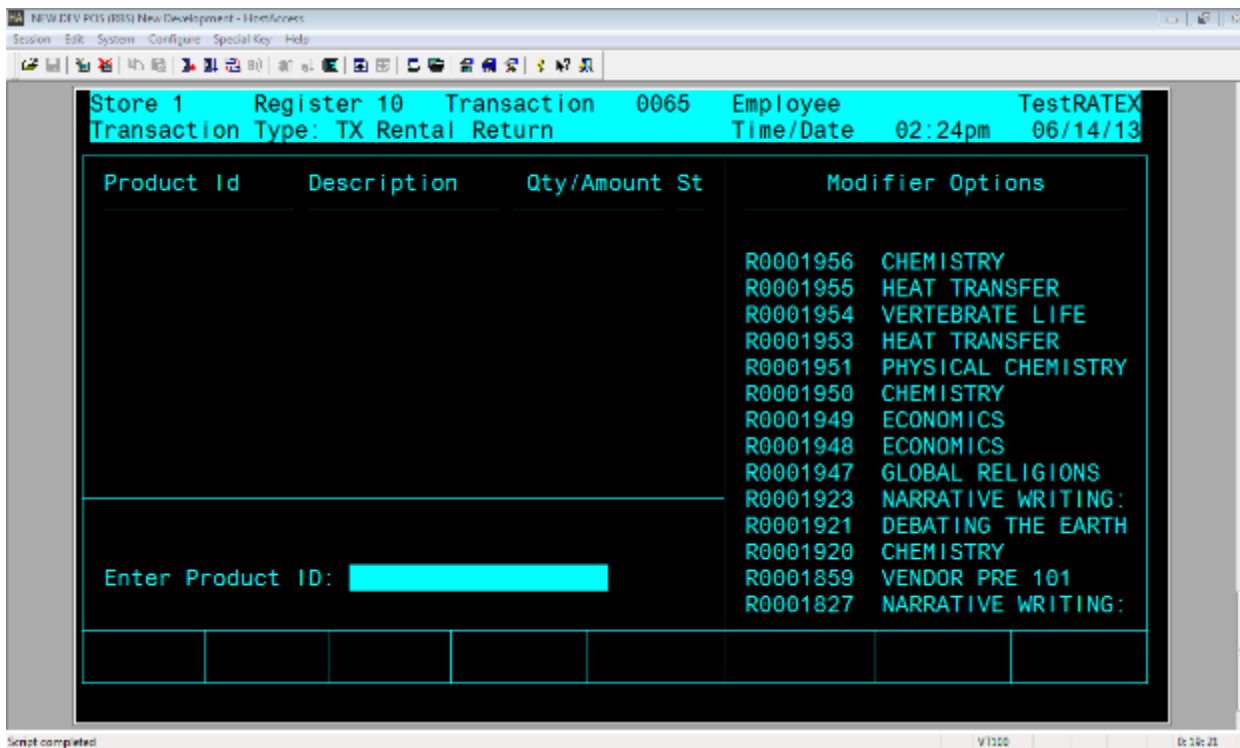 NEW.DEV POS (RBS) New Development - HostAccess
Session Edit System Configure Special Key Help
Store 1 Register 10 Transaction 0065 Employee TestRATEX
Transaction Type: TX Rental Return Time/Date 02:24pm 06/14/13
Product Id Description Qty/Amount St Modifier Options
R0001956 CHEMISTRY
R0001955 HEAT TRANSFER
R0001954 VERTEBRATE LIFE
R0001953 HEAT TRANSFER
R0001951 PHYSICAL CHEMISTRY
R0001950 CHEMISTRY
R0001949 ECONOMICS
R0001948 ECONOMICS
R0001947 GLOBAL RELIGIONS
R0001923 NARRATIVE WRITING:
R0001921 DEBATING THE EARTH
R0001920 CHEMISTRY
Enter Product ID: R0001859 VENDOR PRE 101
R0001827 NARRATIVE WRITING:
Script completed VT100 0:19:21